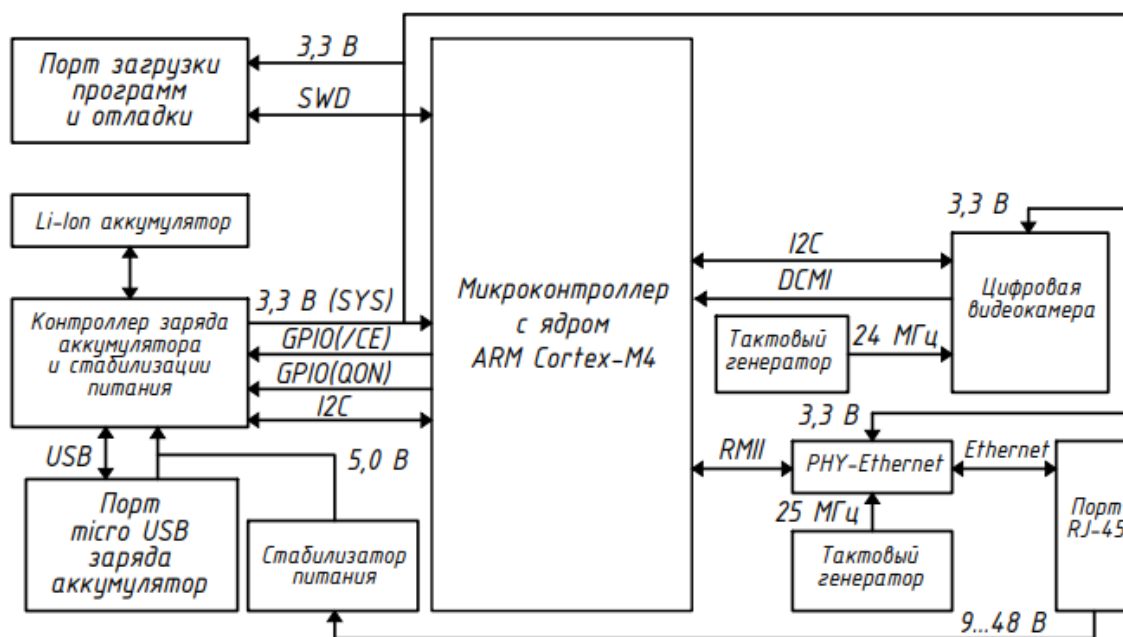 3,3 В
Порт загрузки
программ
и отладки
SWD
Li-Ion аккумулятор
3,3 В (SYS)
Контроллер заряда
аккумулятора
и стабилизации
питания
GPIO(/CE)
GPIO(QON)
I2C
USB
5,0 В
Порт
micro USB
заряда
аккумулятор
Стабилизатор
питания
Микроконтроллер
с ядром
ARM Cortex-M4
3,3 В
I2C
DCMI
Цифровая
видеокамера
Тактовый
генератор
24 МГц
3,3 В
RMII
PHY-Ethernet
Ethernet
25 МГц
Порт
RJ-45
Тактовый
генератор
9...48 В